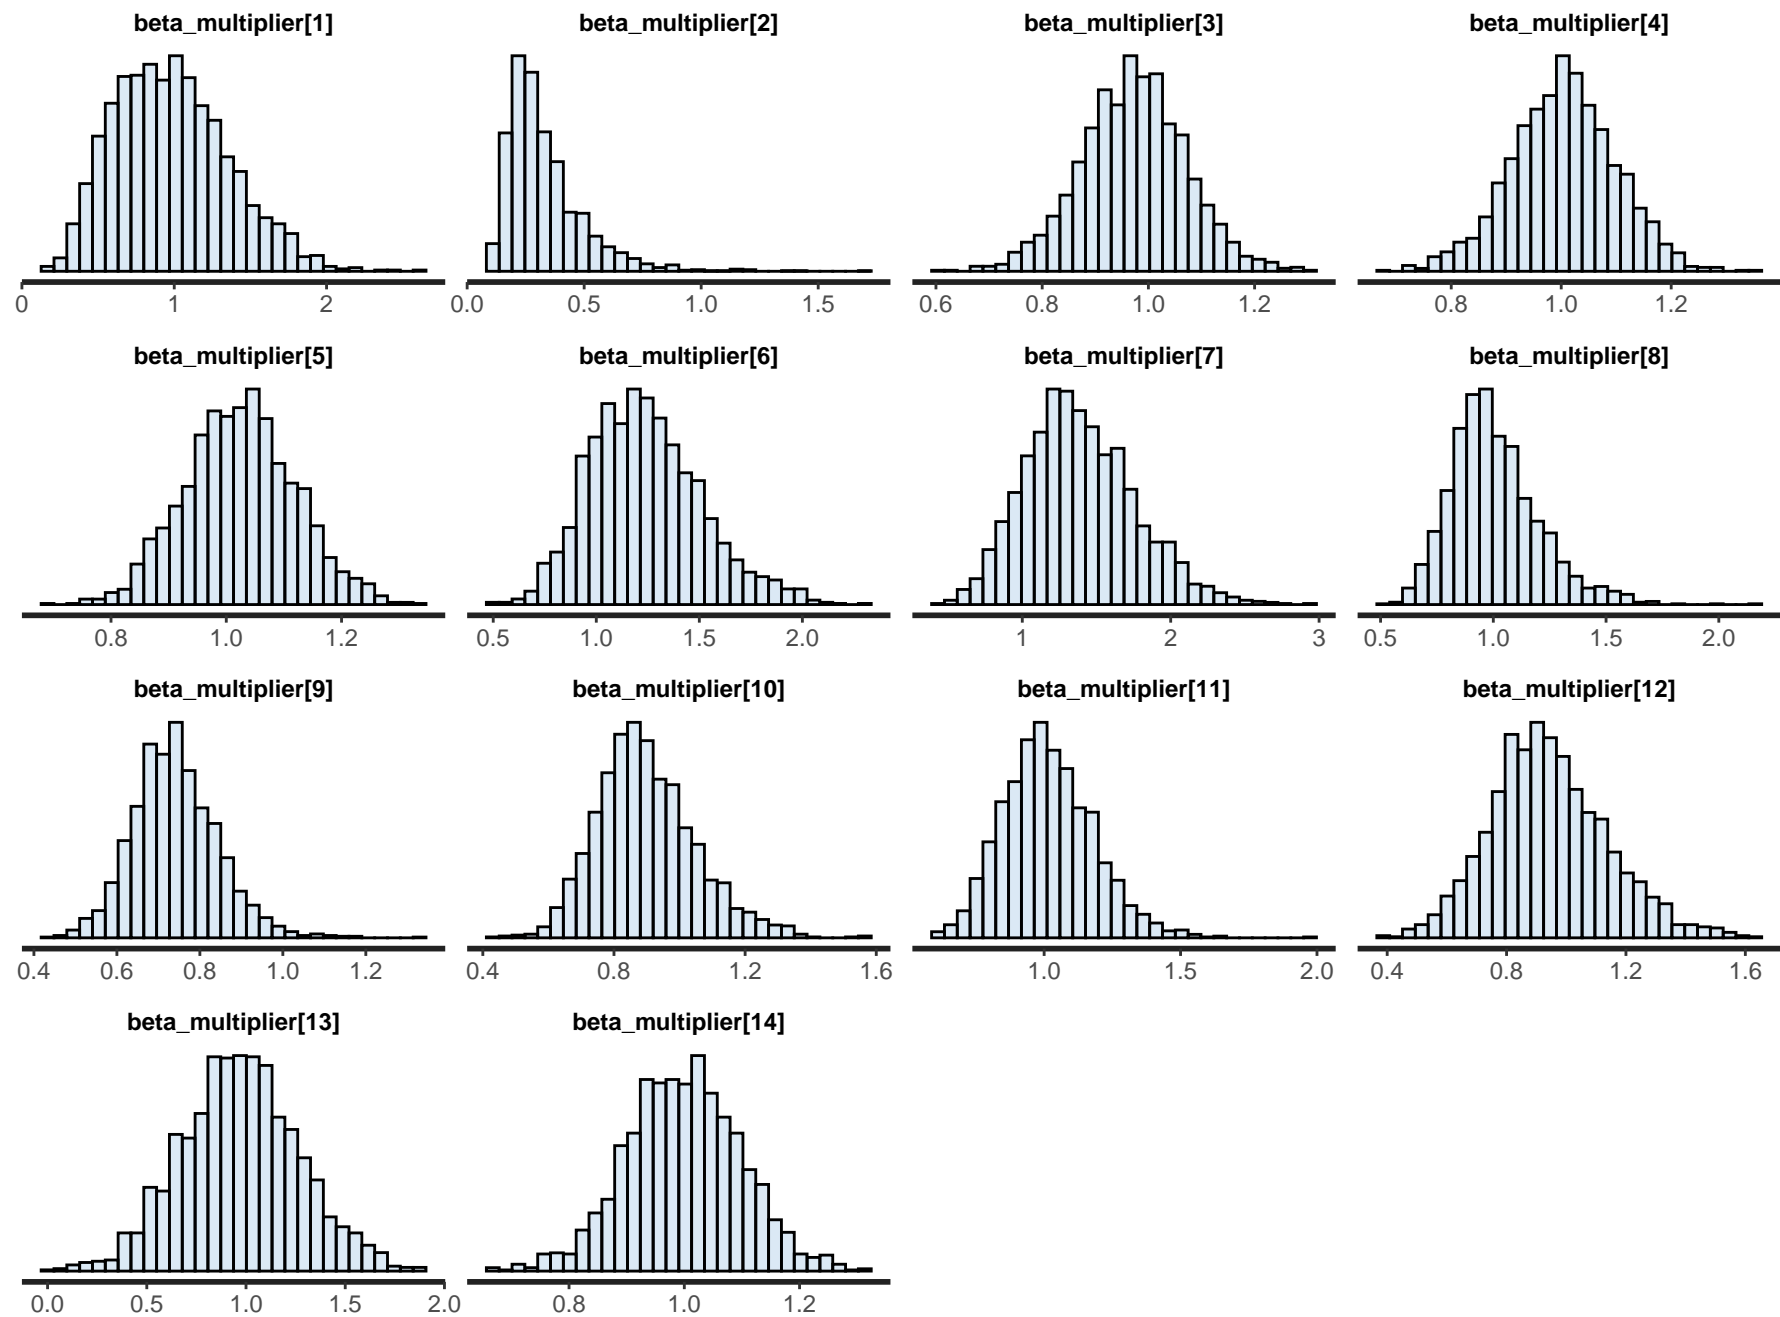 beta_multiplier[1] beta_multiplier[2] beta_multiplier[3] beta_multiplier[4]
0 1 2 0.0 0.5 1.0 1.5 0.6 0.8 1.0 1.2 0.8 1.0 1.2
beta_multiplier[5] beta_multiplier[6] beta_multiplier[7] beta_multiplier[8]
0.8 1.0 1.2 0.5 1.0 1.5 2.0 1 2 3 0.5 1.0 1.5 2.0
beta_multiplier[9] beta_multiplier[10] beta_multiplier[11] beta_multiplier[12]
0.4 0.6 0.8 1.0 1.2 0.4 0.8 1.2 1.6 1.0 1.5 2.0 0.4 0.8 1.2 1.6
beta_multiplier[13] beta_multiplier[14]
0.0 0.5 1.0 1.5 2.0 0.8 1.0 1.2